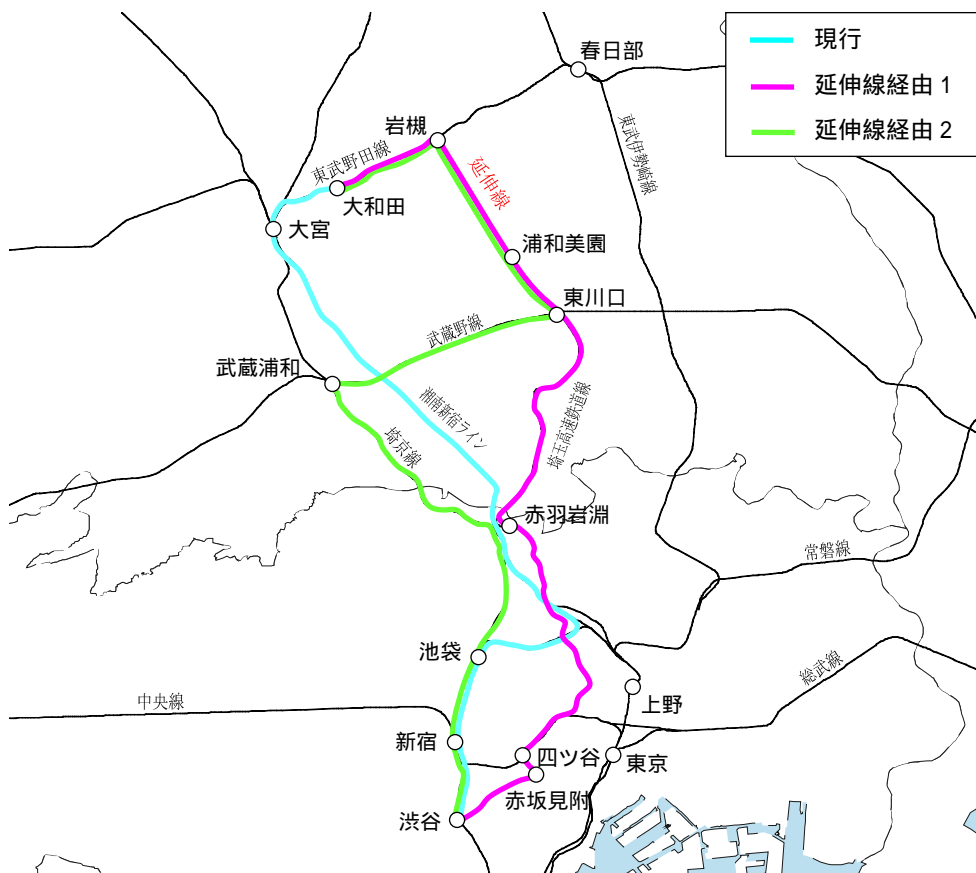 現行
延伸線経由1
延伸線経由2
春日部
岩槻
東武野田線
東武伊勢崎線
延伸線
大和田
大宮
浦和美園
東川口
武蔵野線
武蔵浦和
湘南新宿ライン
埼玉高速鉄道線
埼京線
赤羽岩淵
常磐線
池袋
総武線
上野
中央線
新宿
四ツ谷
東京
赤坂見附
渋谷